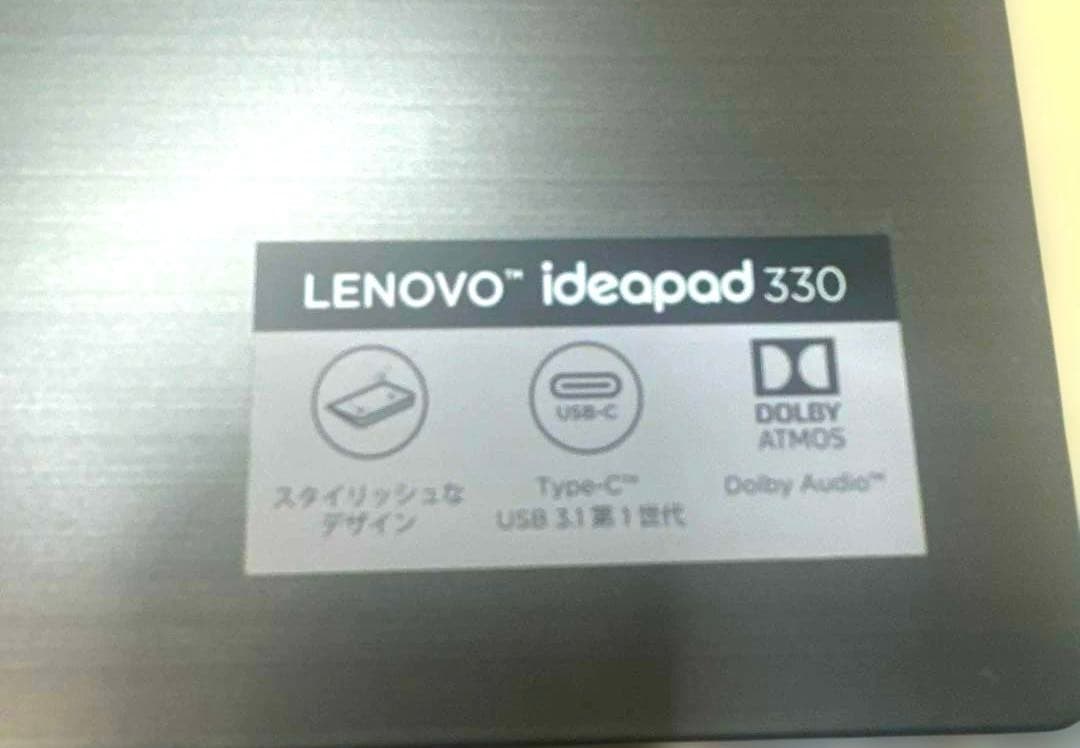 LENOVO™ ideapad 330
USB-C
DOLBY
ATMOS
スタイリッシュな
デザイン
Type-C™
USB 3.1 第1世代
Dolby Audio™